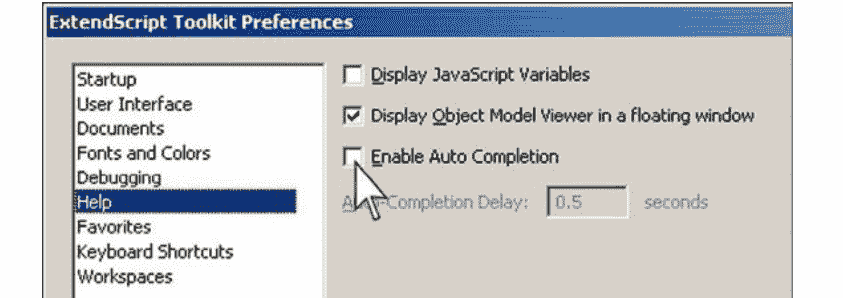 ExtendScript Toolkit Preferences
Startup
User Interface
Documents
Fonts and Colors
Debugging
Help
Favorites
Keyboard Shortcuts
Workspaces
Display JavaScript Variables
Display Object Model Viewer in a floating window
Enable Auto Completion
Auto-Completion Delay: 0.5 seconds